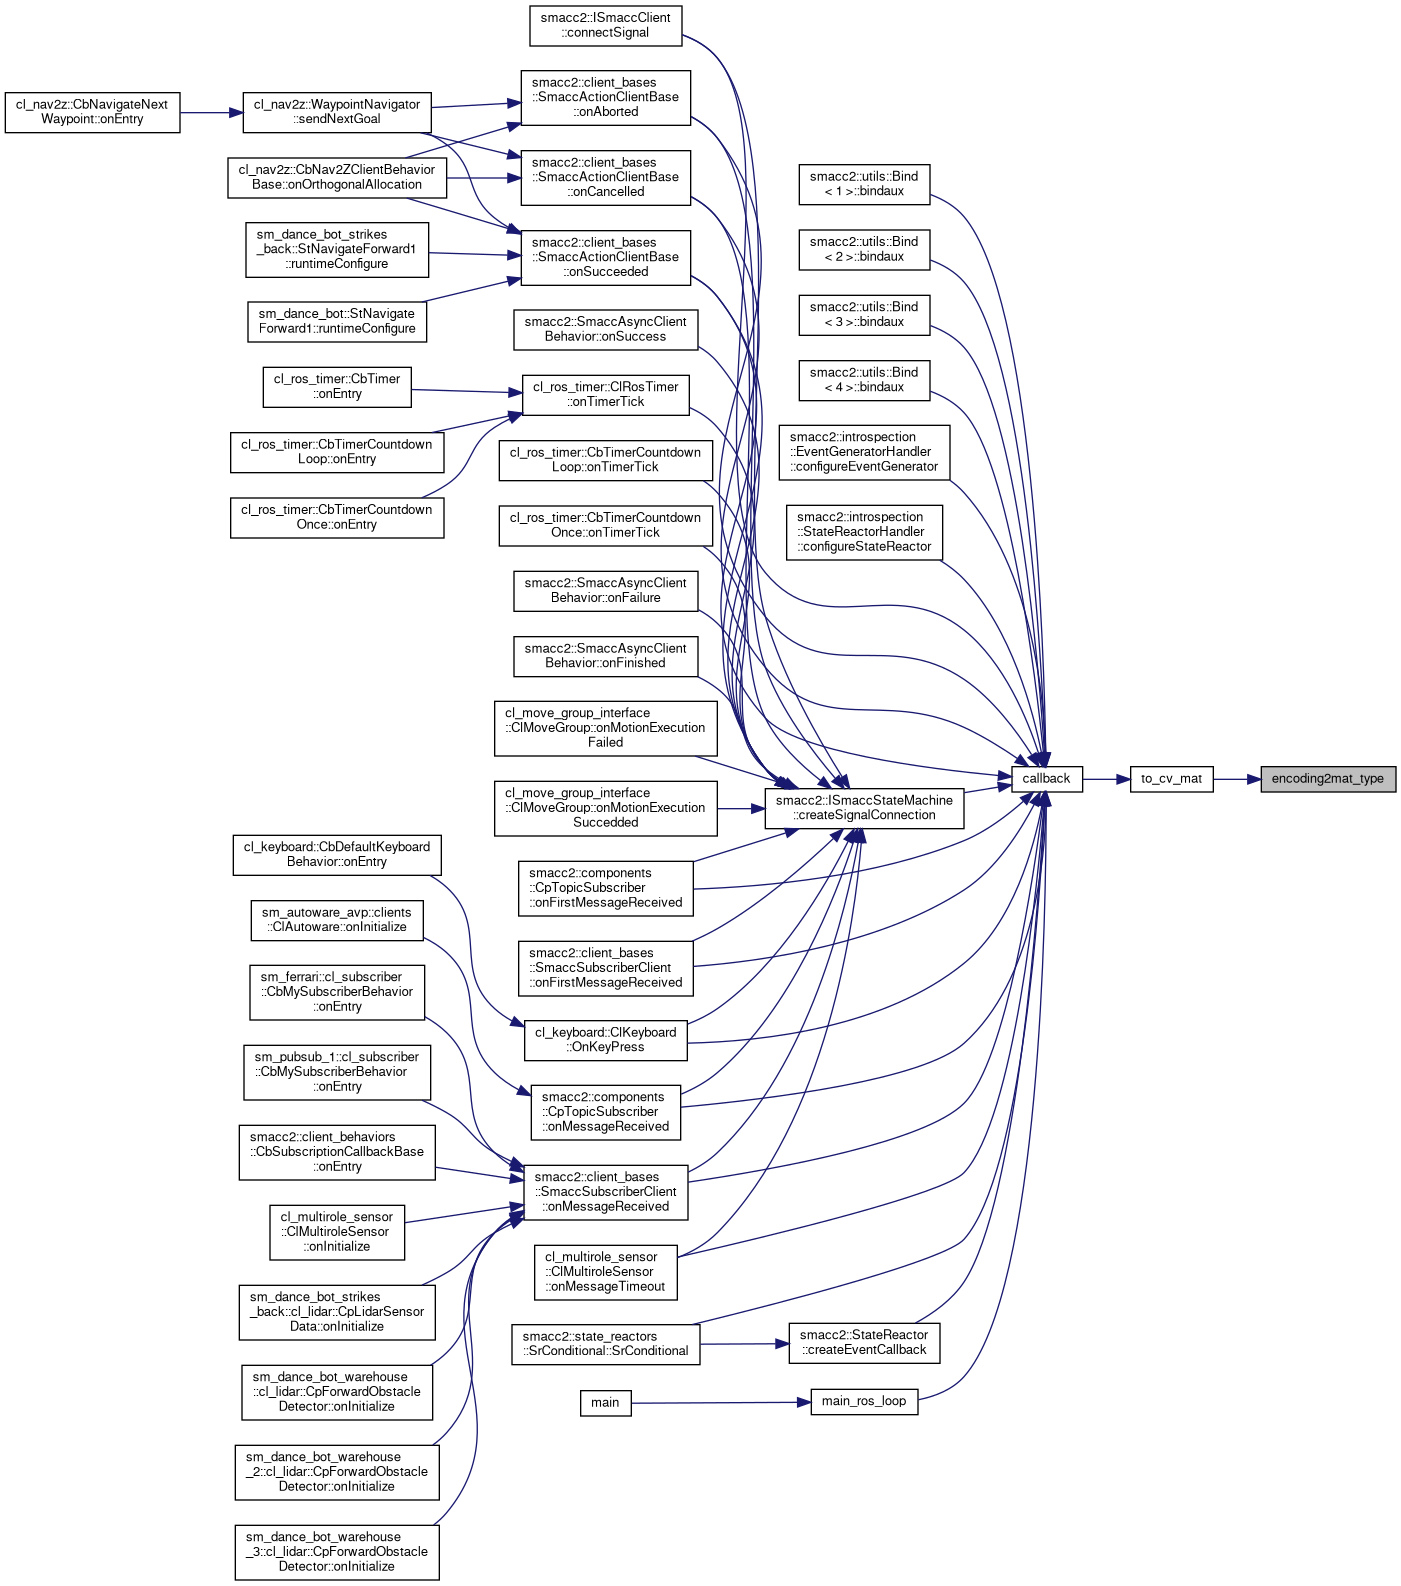 smacc2::ISmaccClient
::connectSignal
cl_nav2z::CbNavigateNext
Waypoint::onEntry
cl_nav2z::WaypointNavigator
::sendNextGoal
smacc2::client_bases
::SmaccActionClientBase
::onAborted
cl_nav2z::CbNav2ZClientBehavior
Base::onOrthogonalAllocation
smacc2::client_bases
::SmaccActionClientBase
::onCancelled
sm_dance_bot_strikes
_back::StNavigateForward1
::runtimeConfigure
smacc2::client_bases
::SmaccActionClientBase
::onSucceeded
sm_dance_bot::StNavigate
Forward1::runtimeConfigure
smacc2::SmaccAsyncClient
Behavior::onSuccess
cl_ros_timer::CbTimer
::onEntry
cl_ros_timer::ClRosTimer
::onTimerTick
cl_ros_timer::CbTimerCountdown
Loop::onEntry
cl_ros_timer::CbTimerCountdown
Loop::onTimerTick
cl_ros_timer::CbTimerCountdown
Once::onEntry
cl_ros_timer::CbTimerCountdown
Once::onTimerTick
smacc2::SmaccAsyncClient
Behavior::onFailure
smacc2::SmaccAsyncClient
Behavior::onFinished
cl_move_group_interface
::ClMoveGroup::onMotionExecution
Failed
cl_move_group_interface
::ClMoveGroup::onMotionExecution
Succedded
smacc2::utils::Bind
< 1 >::bindaux
smacc2::utils::Bind
< 2 >::bindaux
smacc2::utils::Bind
< 3 >::bindaux
smacc2::utils::Bind
< 4 >::bindaux
smacc2::introspection
::EventGeneratorHandler
::configureEventGenerator
smacc2::introspection
::StateReactorHandler
::configureStateReactor
callback
to_cv_mat
encoding2mat_type
smacc2::ISmaccStateMachine
::createSignalConnection
cl_keyboard::CbDefaultKeyboard
Behavior::onEntry
smacc2::components
::CpTopicSubscriber
::onFirstMessageReceived
sm_autoware_avp::clients
::ClAutoware::onInitialize
smacc2::client_bases
::SmaccSubscriberClient
::onFirstMessageReceived
sm_ferrari::cl_subscriber
::CbMySubscriberBehavior
::onEntry
cl_keyboard::ClKeyboard
::OnKeyPress
sm_pubsub_1::cl_subscriber
::CbMySubscriberBehavior
::onEntry
smacc2::components
::CpTopicSubscriber
::onMessageReceived
smacc2::client_behaviors
::CbSubscriptionCallbackBase
::onEntry
smacc2::client_bases
::SmaccSubscriberClient
::onMessageReceived
cl_multirole_sensor
::ClMultiroleSensor
::onInitialize
cl_multirole_sensor
::ClMultiroleSensor
::onMessageTimeout
sm_dance_bot_strikes
_back::cl_lidar::CpLidarSensor
Data::onInitialize
smacc2::state_reactors
::SrConditional::SrConditional
smacc2::StateReactor
::createEventCallback
sm_dance_bot_warehouse
::cl_lidar::CpForwardObstacle
Detector::onInitialize
main
main_ros_loop
sm_dance_bot_warehouse
_2::cl_lidar::CpForwardObstacle
Detector::onInitialize
sm_dance_bot_warehouse
_3::cl_lidar::CpForwardObstacle
Detector::onInitialize